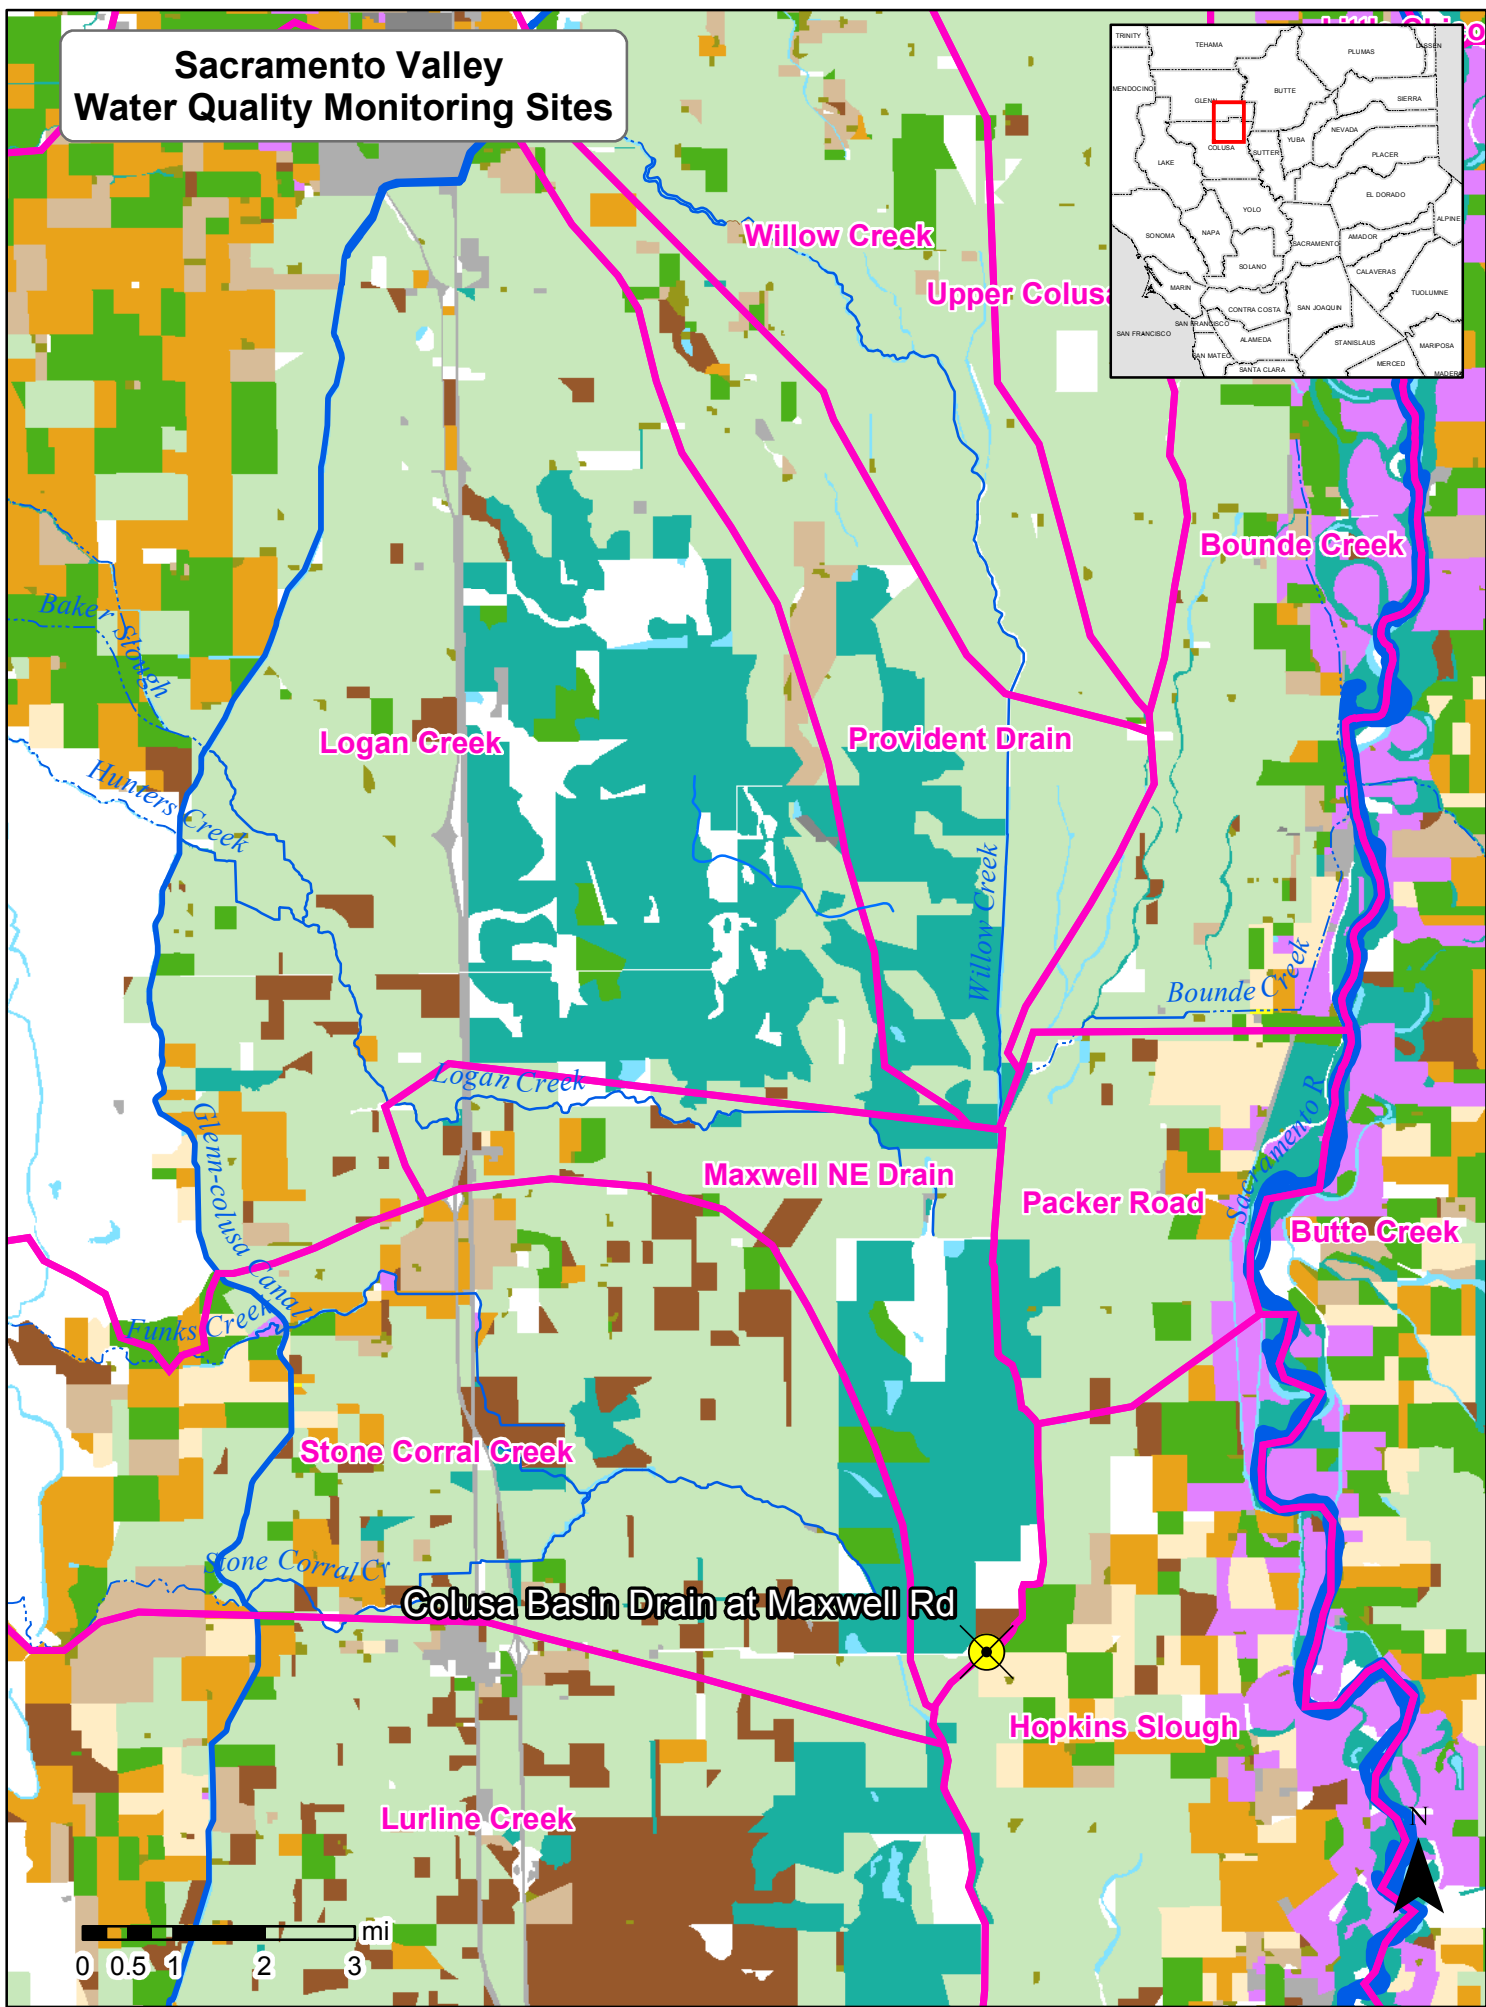 Sacramento Valley
Water Quality Monitoring Sites
TRINITY
TEHAMA
PLUMAS
LASSEN
MENDOCINO
GLENN
BUTTE
SIERRA
COLUSA
SUTTER
YUBA
NEVADA
PLACER
LAKE
EL DORADO
YOLO
ALPINE
SONOMA
NAPA
SACRAMENTO
AMADOR
SOLANO
CALAVERAS
MARIN
TUOLUMNE
CONTRA COSTA
SAN JOAQUIN
SAN FRANCISCO
SAN FRANCISCO
ALAMEDA
STANISLAUS
MARIPOSA
SAN MATEO
MERCED
SANTA CLARA
MADERA
Willow Creek
Upper Colusa
Bounde Creek
Baker Slough
Logan Creek
Provident Drain
Hunters Creek
Willow Creek
Bounde Creek
Logan Creek
Glenn-colusa Canal
Sacramento R
Maxwell NE Drain
Packer Road
Butte Creek
Funks Creek
Stone Corral Creek
Stone Corral Cr
Colusa Basin Drain at Maxwell Rd
Hopkins Slough
Lurline Creek
N
mi
0 0.5 1 2 3